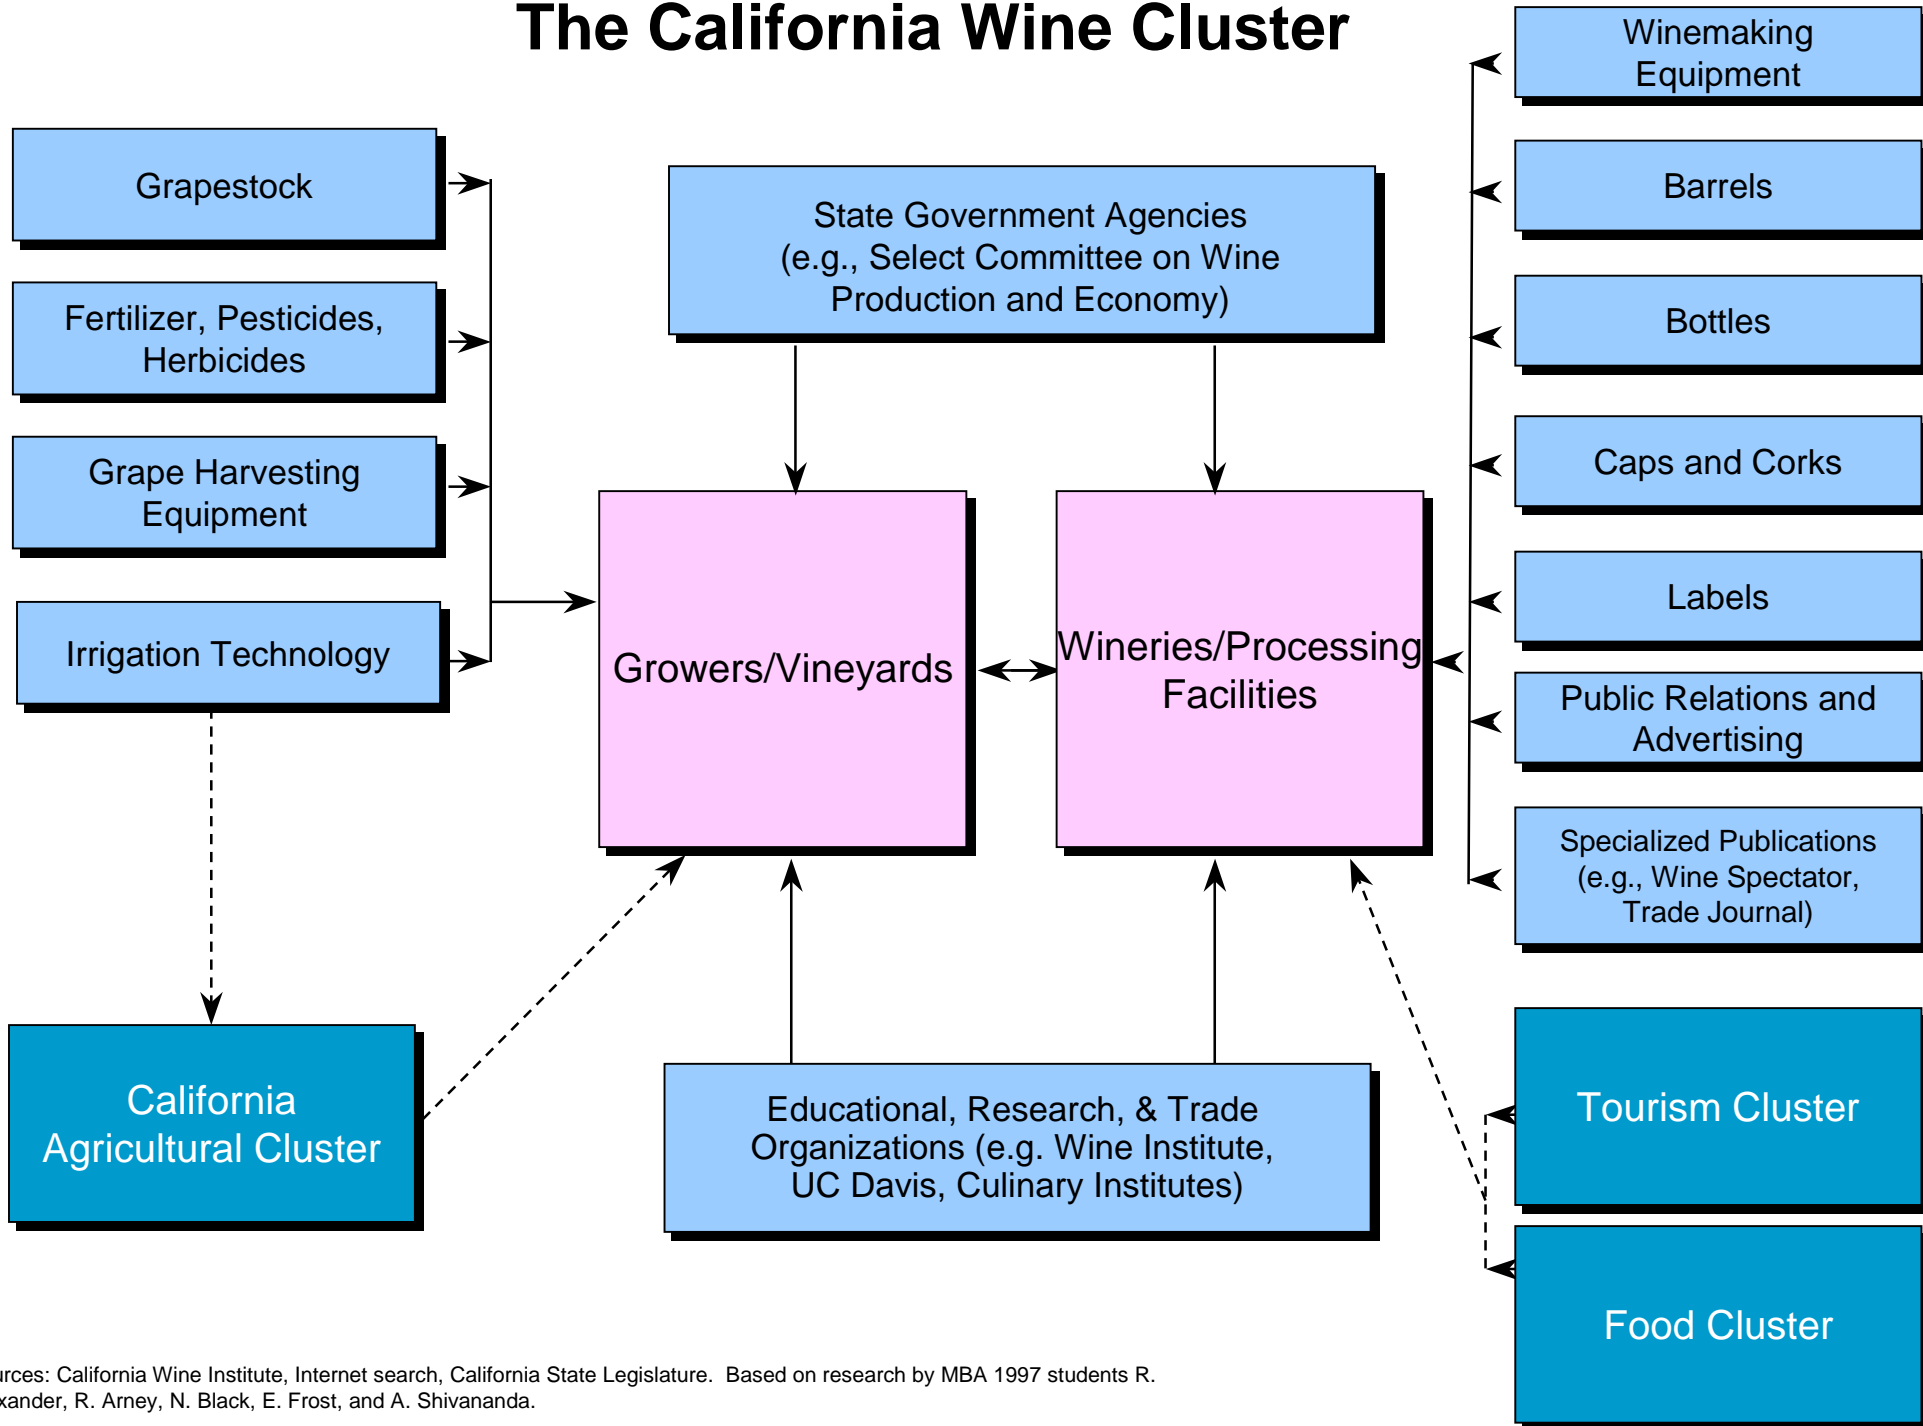 The California Wine Cluster
Grapestock
Fertilizer, Pesticides,
Herbicides
Grape Harvesting
Equipment
Irrigation Technology
California
Agricultural Cluster
State Government Agencies
(e.g., Select Committee on Wine
Production and Economy)
Growers/Vineyards
Wineries/Processing
Facilities
Educational, Research, & Trade
Organizations (e.g. Wine Institute,
UC Davis, Culinary Institutes)
Winemaking
Equipment
Barrels
Bottles
Caps and Corks
Labels
Public Relations and
Advertising
Specialized Publications
(e.g., Wine Spectator,
Trade Journal)
Tourism Cluster
Food Cluster
urces: California Wine Institute, Internet search, California State Legislature. Based on research by MBA 1997 students R.
xander, R. Arney, N. Black, E. Frost, and A. Shivananda.